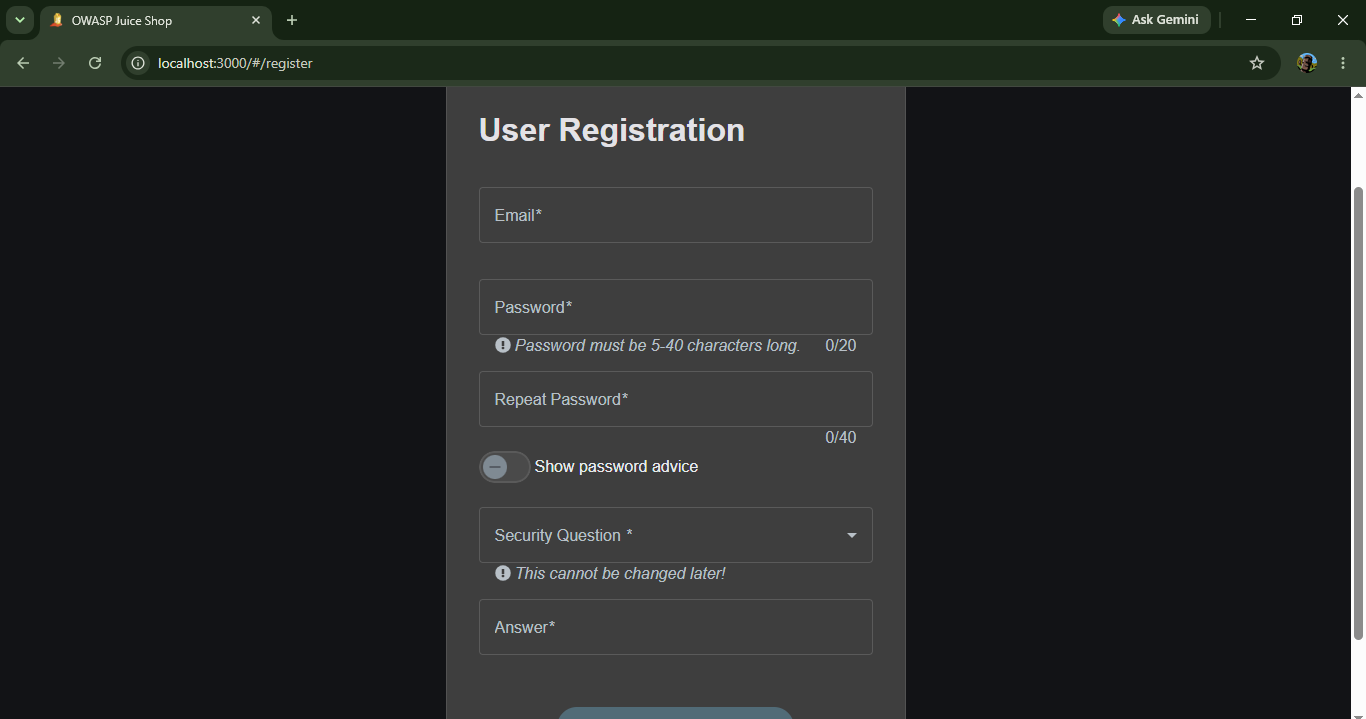 OWASP Juice Shop
Ask Gemini
localhost:3000/#/register
User Registration
Email*
Password*
Password must be 5-40 characters long. 0/20
Repeat Password*
0/40
Show password advice
Security Question *
This cannot be changed later!
Answer*